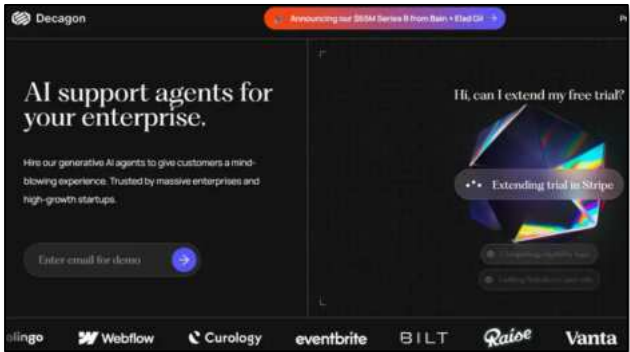 Decagon
Announcing our $65M Series B from Bain + Elad Gil →
AI support agents for
your enterprise.
Hire our generative AI agents to give customers a mind-
blowing experience. Trusted by massive enterprises and
high-growth startups.
Enter email for demo
Hi, can I extend my free trial?
Extending trial in Stripe
olingo
Webflow
Curology
eventbrite
BILT
Raise
Vanta